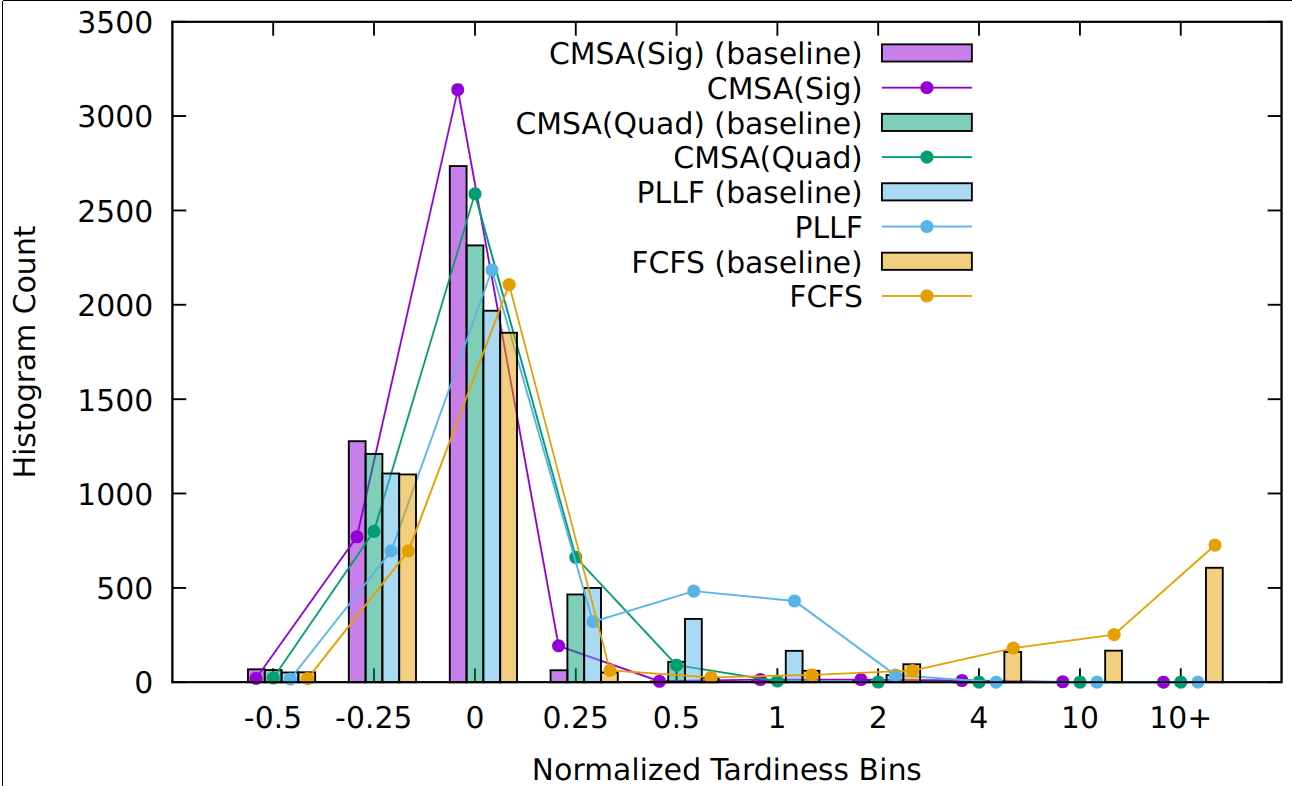 3500
3000
2500
2000
1500
1000
500
0
Histogram Count
CMSA(Sig) (baseline)
CMSA(Sig)
CMSA(Quad) (baseline)
CMSA(Quad)
PLLF (baseline)
PLLF
FCFS (baseline)
FCFS
-0.5 -0.25 0 0.25 0.5 1 2 4 10 10+
Normalized Tardiness Bins